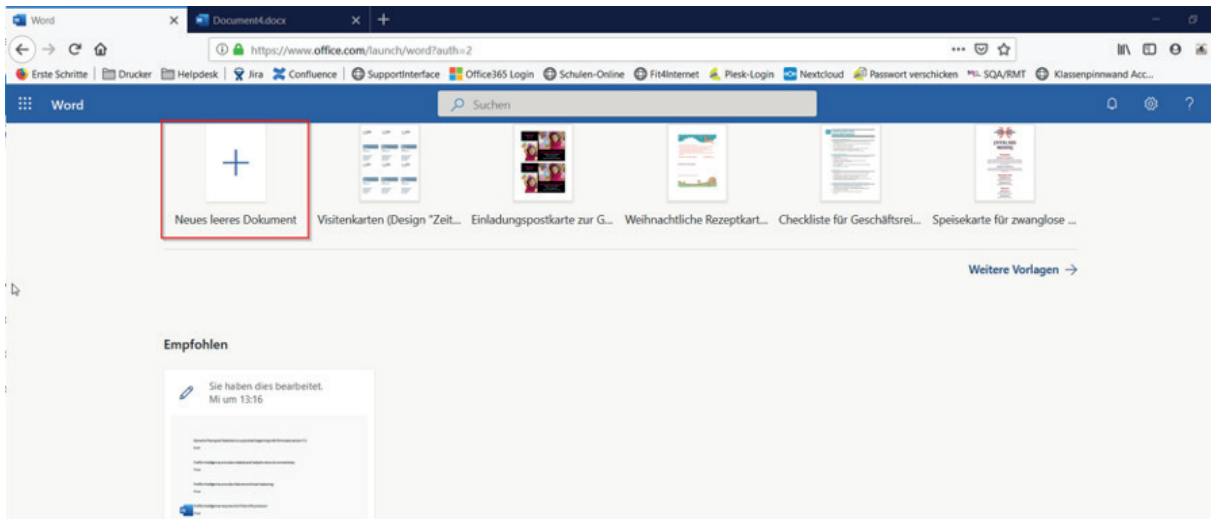 Word
Document4.docx
https://www.office.com/launch/word?auth=2
Erste Schritte Drucker Helpdesk Jira Confluence SupportInterface Office365 Login Schulen-Online Fit4Internet Plesk-Login Nextcloud Passwort verschicken SQA/RMT Klassenpinnwand Acc...
Word
Suchen
Neues leeres Dokument
Visitenkarten (Design "Zeit...
Einladungspostkarte zur G...
Weihnachtliche Rezeptkart...
Checkliste für Geschäftsrei...
Speisekarte für zwanglose ...
Weitere Vorlagen
Empfohlen
Sie haben dies bearbeitet.
Mi um 13:16